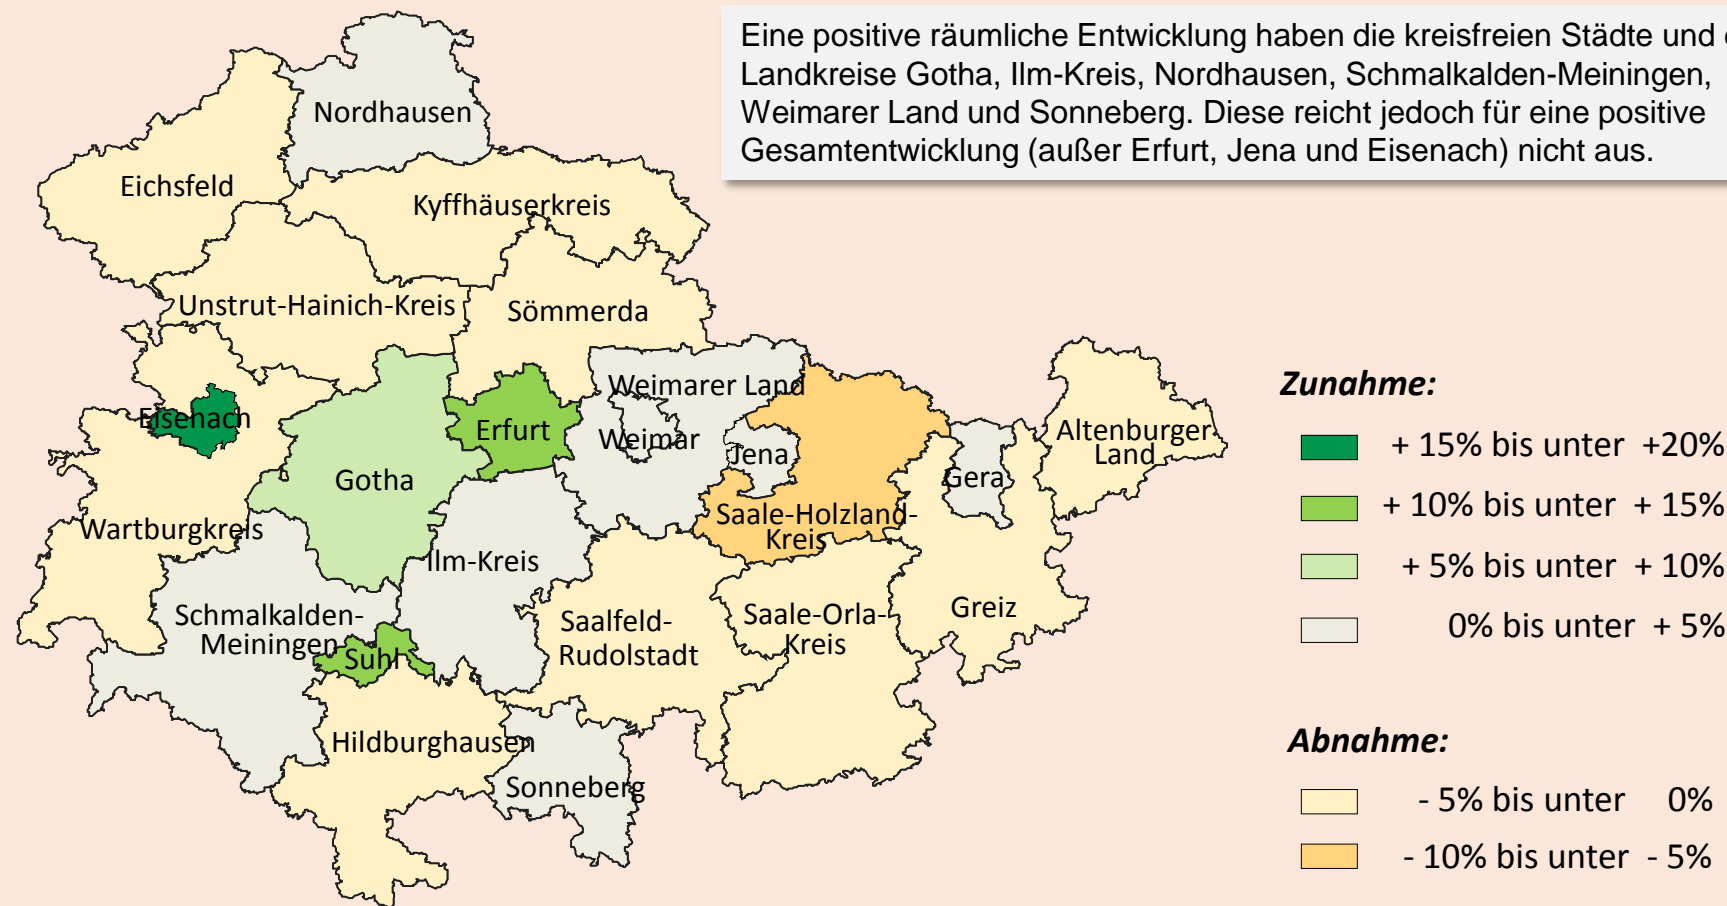 Eine positive räumliche Entwicklung haben die kreisfreien Städte und
Landkreise Gotha, Ilm-Kreis, Nordhausen, Schmalkalden-Meiningen,
Weimarer Land und Sonneberg. Diese reicht jedoch für eine positive
Gesamtentwicklung (außer Erfurt, Jena und Eisenach) nicht aus.
Nordhausen
Eichsfeld
Kyffhäuserkreis
Unstrut-Hainich-Kreis
Sömmerda
Weimarer Land
Eisenach
Erfurt
Weimar
Jena
Altenburger
Land
Gotha
Gera
Wartburgkreis
Saale-Holzland-
Kreis
Ilm-Kreis
Schmalkalden-
Meiningen
Suhl
Saalfeld-
Rudolstadt
Saale-Orla-
Kreis
Greiz
Hildburghausen
Sonneberg
Zunahme:
+ 15% bis unter +20%
+ 10% bis unter + 15%
+ 5% bis unter + 10%
0% bis unter + 5%
Abnahme:
- 5% bis unter 0%
- 10% bis unter - 5%